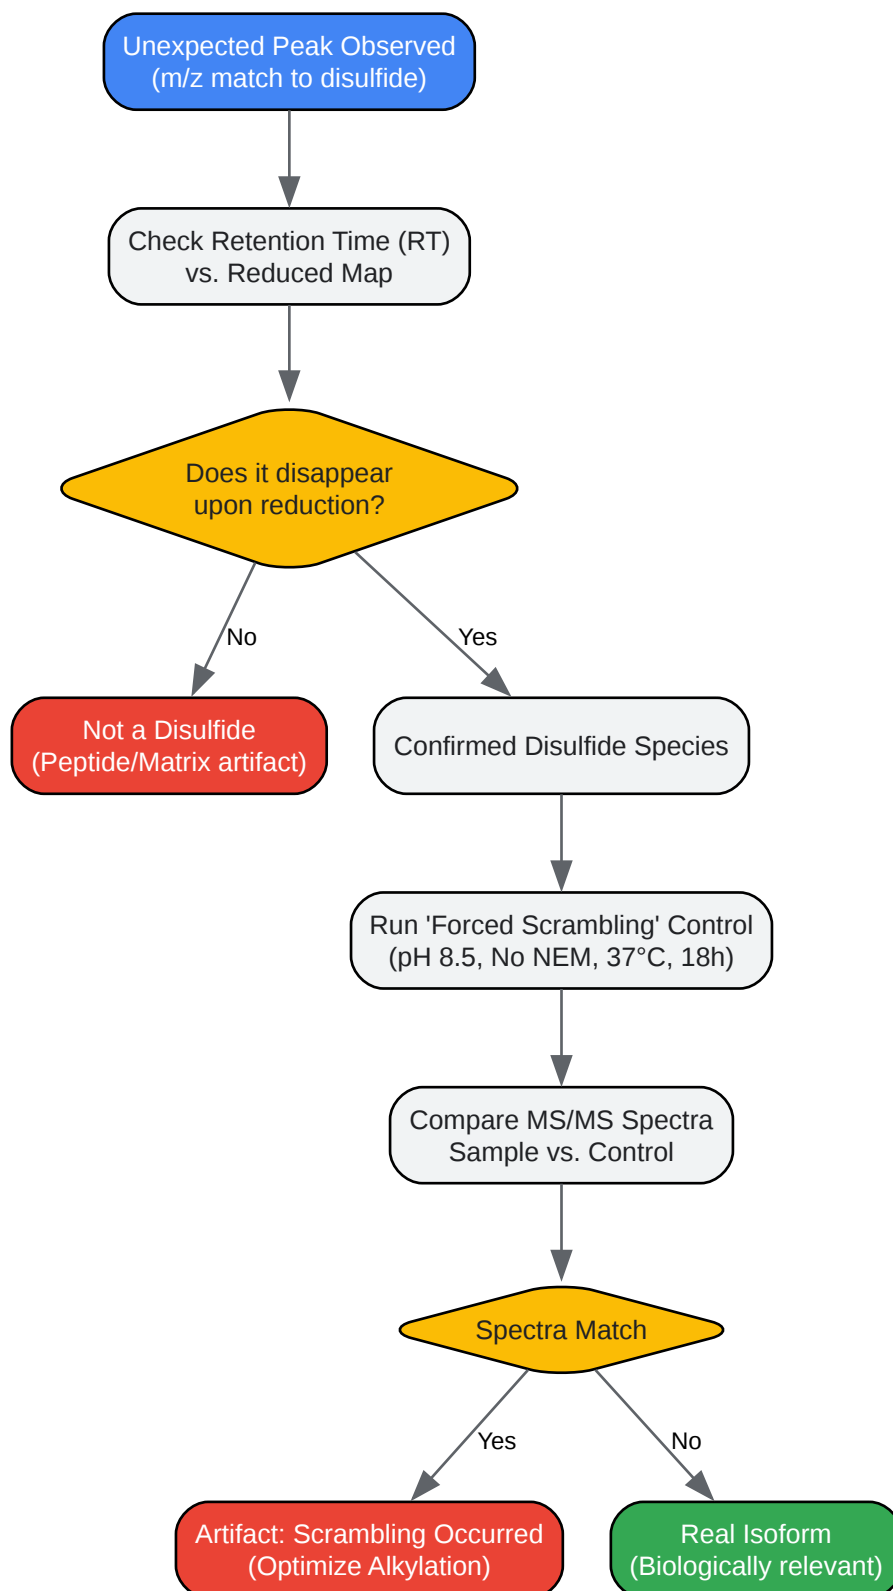 Unexpected Peak Observed
(m/z match to disulfide)
Check Retention Time (RT)
vs. Reduced Map
Does it disappear
upon reduction?
No
Yes
Not a Disulfide
(Peptide/Matrix artifact)
Confirmed Disulfide Species
Run 'Forced Scrambling' Control
(pH 8.5, No NEM, 37°C, 18h)
Compare MS/MS Spectra
Sample vs. Control
Spectra Match
Yes
No
Artifact: Scrambling Occurred
(Optimize Alkylation)
Real Isoform
(Biologically relevant)